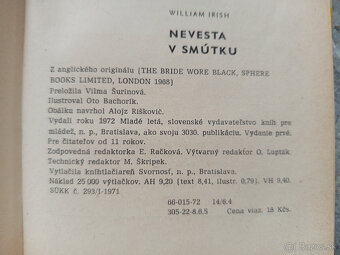 WILLIAM IRISH
NEVESTA
V SMÚTKU
Z anglického originálu (THE BRIDE WORE BLACK, SPHERE
BOOKS LIMITED, LONDON 1968)
Preložila Vilma Šurinová.
Ilustroval Oto Bachorík.
Obálku navrhol Alojz Riškovič.
Vydali roku 1972 Mladé letá, slovenské vydavateľstvo kníh pre
mládež, n. p., Bratislava, ako svoju 3030. publikáciu. Vydanie prvé.
Pre čitateľov od 11 rokov.
Zodpovedná redaktorka E. Račková. Výtvarný redaktor O. Lupták.
Technický redaktor M. Škripek.
Vytlačila kníhtlačiareň Svornosť, n. p., Bratislava.
Náklad 25 000 výtlačkov. AH 9,20 (text 8,41, ilustr. 0,79). VH 9,40.
SÚKK č. 293/I-1971.
66-015-72 14/6.4
305-22-8.6.5 Cena viaz. 18 Kčs.